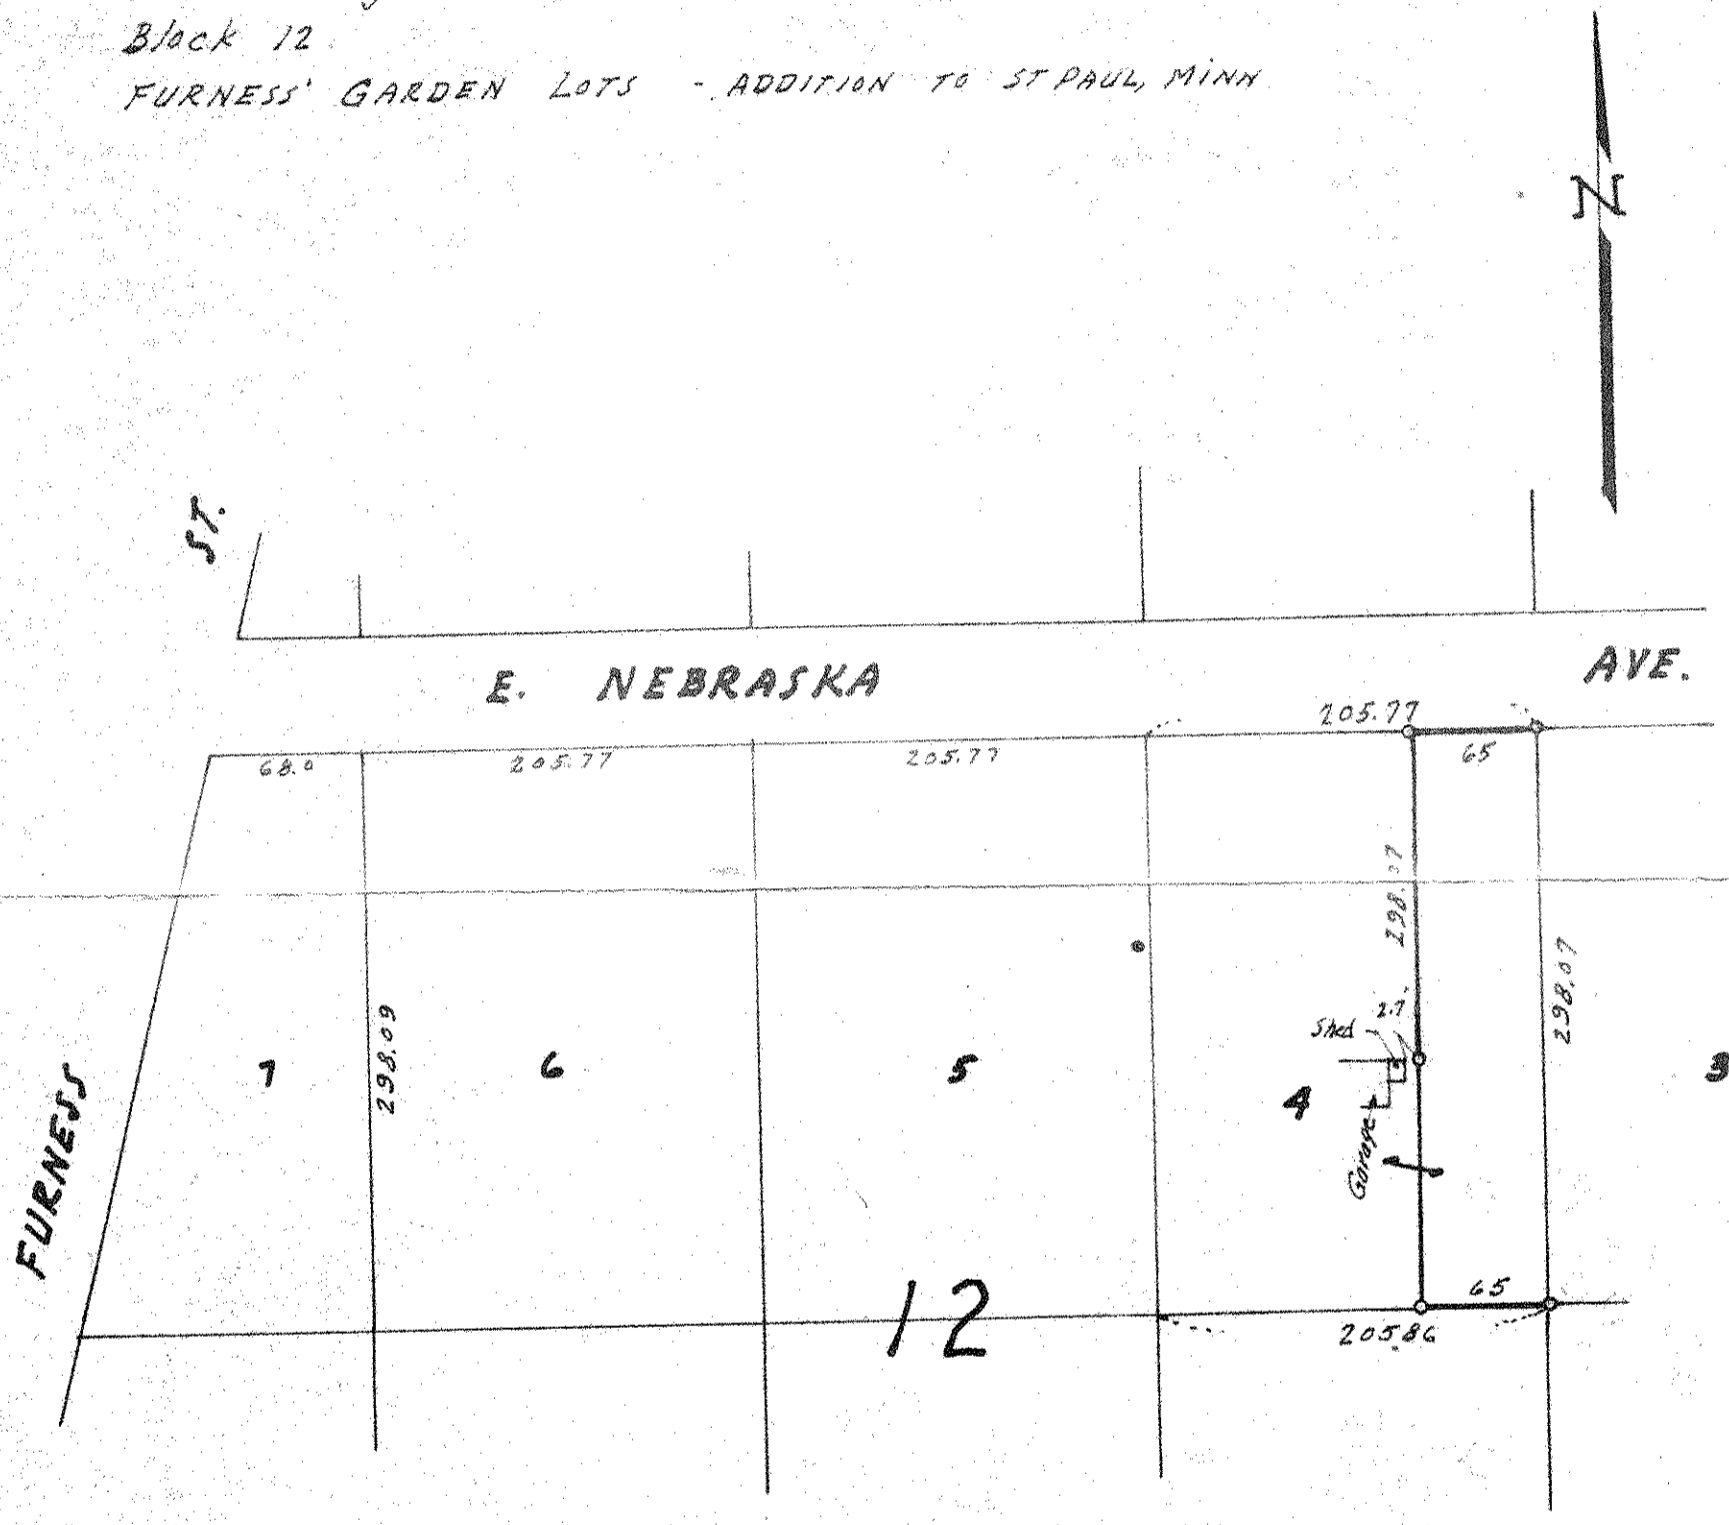 Block 12
FURNESS' GARDEN LOTS - ADDITION TO ST PAUL, MINN
N
ST.
E. NEBRASKA AVE.
205.77
68.0
205.77
205.77
65
298.07
298.07
298.09
2.7
Shed
7
6
5
4
3
Garage
FURNESS
12
65
205.86